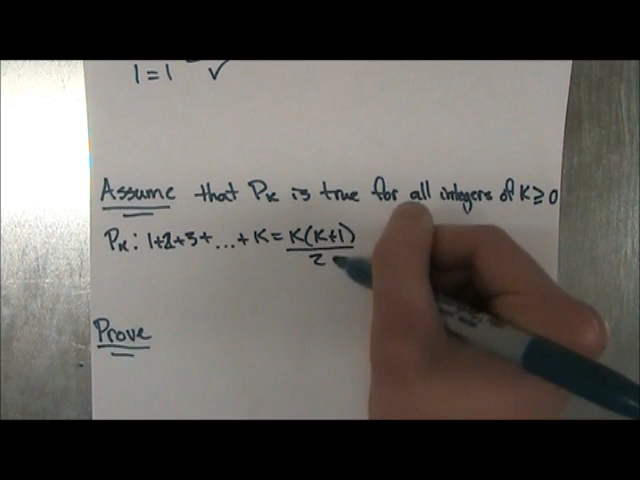 1 = 1 ✓
Assume that Pk is true for all integers of K ≥ 0
Pk: 1+2+3+ ... + K = K(K+1)
2
Prove